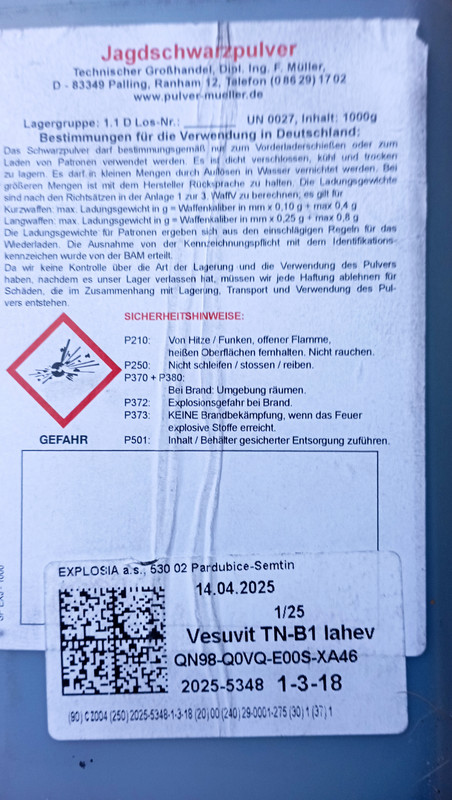 Jagdschwarzpulver
Technischer Großhandel, Dipl. Ing. F. Müller,
D - 83349 Palling, Ranham 12, Telefon (0 86 29) 17 02
www.pulver-mueller.de
Lagergruppe: 1.1 D Los-Nr.: ________ UN 0027, Inhalt: 1000g
Bestimmungen für die Verwendung in Deutschland:
Das Schwarzpulver darf bestimmungsgemäß nur zum Vorderladerschießen oder zum
Laden von Patronen verwendet werden. Es ist dicht verschlossen, kühl und trocken
zu lagern. Es darf in kleinen Mengen durch Auflösen in Wasser vernichtet werden. Bei
größeren Mengen ist mit dem Hersteller Rücksprache zu halten. Die Ladungsgewichte
sind nach den Richtsätzen in der Anlage 1 zur 3. WaffV zu berechnen; es gilt für
Kurzwaffen: max. Ladungsgewicht in g = Waffenkaliber in mm x 0,10 g + max 0,4 g
Langwaffen: max. Ladungsgewicht in g = Waffenkaliber in mm x 0,25 g + max 0,8 g
Die Ladungsgewichte für Patronen ergeben sich aus den einschlägigen Regeln für das
Wiederladen. Die Ausnahme von der Kennzeichnungspflicht mit dem Identifikations-
kennzeichen wurde von der BAM erteilt.
Da wir keine Kontrolle über die Art der Lagerung und die Verwendung des Pulvers
haben, nachdem es unser Lager verlassen hat, müssen wir jede Haftung ablehnen für
Schäden, die im Zusammenhang mit Lagerung, Transport und Verwendung des Pul-
vers entstehen.
SICHERHEITSHINWEISE:
P210: Von Hitze / Funken, offener Flamme,
heißen Oberflächen fernhalten. Nicht rauchen.
P250: Nicht schleifen / stossen / reiben.
P370 + P380:
Bei Brand: Umgebung räumen.
P372: Explosionsgefahr bei Brand.
P373: KEINE Brandbekämpfung, wenn das Feuer
explosive Stoffe erreicht.
GEFAHR
P501: Inhalt / Behälter gesicherter Entsorgung zuführen.
EXPLOSIA a.s., 530 02 Pardubice-Semtin
14.04.2025
1/25
Vesuvit TN-B1 lahev
QN98-Q0VQ-E00S-XA46
2025-5348 1-3-18
(90) CZ004 (250) 2025-5348-1-3-18 (20) 00 (240) 29-0001-275 (30) 1 (37) 1